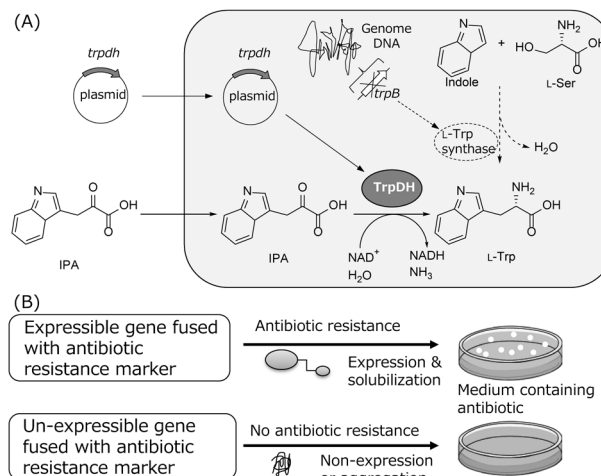 (A)
trpdh
plasmid
trpdh
plasmid
Genome
DNA
trpB
N
Indole
+
NH2
HO
OH
O
L-Ser
L-Trp
synthase
H2O
TrpDH
N
O
OH
O
IPA
N
O
OH
O
IPA
NAD+
H2O
NADH
NH3
N
NH2
OH
O
L-Trp
(B)
Expressible gene fused
with antibiotic
resistance marker
Antibiotic resistance
Expression &
solubilization
Medium containing
antibiotic
Un-expressible gene
fused with antibiotic
resistance marker
No antibiotic resistance
Non-expression
or aggregation